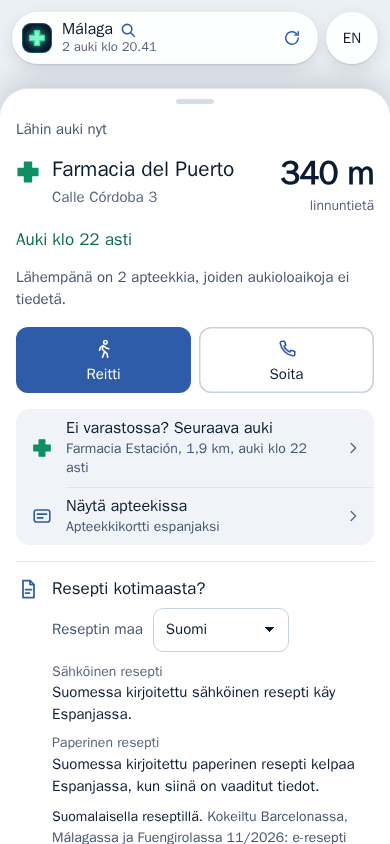 Málaga
2 auki klo 20.41
EN
Lähin auki nyt
Farmacia del Puerto
340 m
Calle Córdoba 3
linnuntietä
Auki klo 22 asti
Lähempänä on 2 apteekkia, joiden aukioloaikoja ei
tiedetä.
Reitti
Soita
Ei varastossa? Seuraava auki
Farmacia Estación, 1,9 km, auki klo 22
asti
Näytä apteekissa
Apteekkikortti espanjaksi
Resepti kotimaasta?
Reseptin maa
Suomi
Sähköinen resepti
Suomessa kirjoitettu sähköinen resepti käy
Espanjassa.
Paperinen resepti
Suomessa kirjoitettu paperinen resepti kelpaa
Espanjassa, kun siinä on vaaditut tiedot.
Suomalaisella reseptillä. Kokeiltu Barcelonassa,
Málagassa ja Fuengirolassa 11/2026: e-resepti